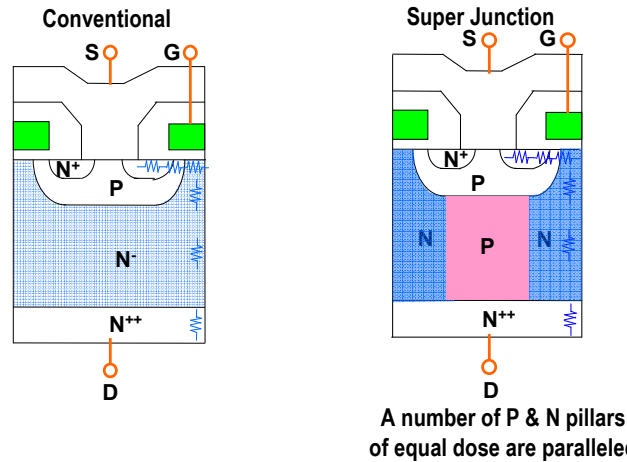 Conventional
S G
N+
P
N-
N++
D
Super Junction
S G
N+
P
N P N
N++
D
A number of P & N pillars
of equal dose are paralleled